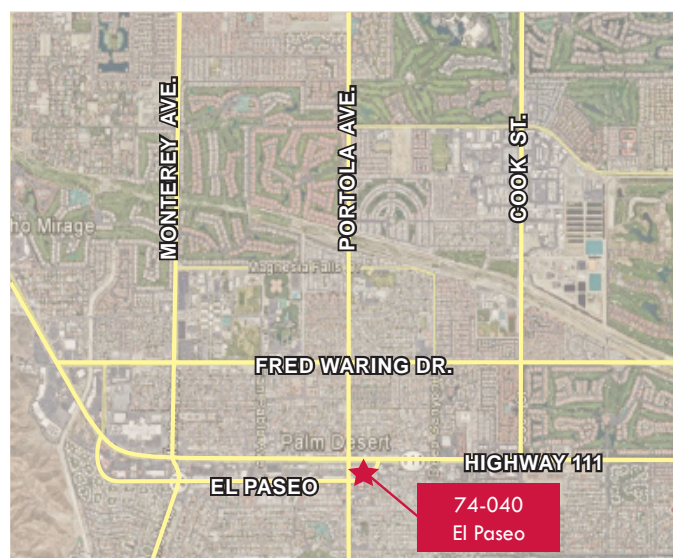 MONTEREY AVE.
PORTOLA AVE.
COOK ST.
ho Mirage
Magnesia Falls Dr
FRED WARING DR.
Palm Desert
HIGHWAY 111
EL PASEO
74-040
El Paseo